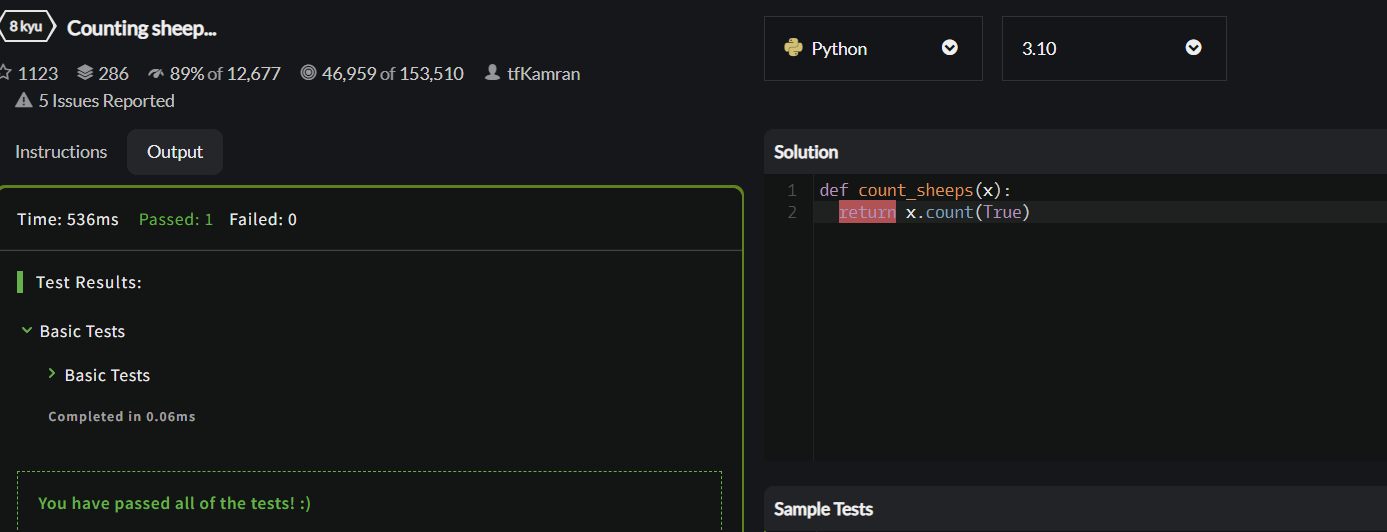 8 kyu Counting sheep...
1123 286 89% of 12,677 46,959 of 153,510 tfKamran
5 Issues Reported
Instructions Output
Time: 536ms Passed: 1 Failed: 0
Test Results:
Basic Tests
Basic Tests
Completed in 0.06ms
You have passed all of the tests! :)
Python 3.10
Solution
1 def count_sheeps(x):
2   return x.count(True)
Sample Tests